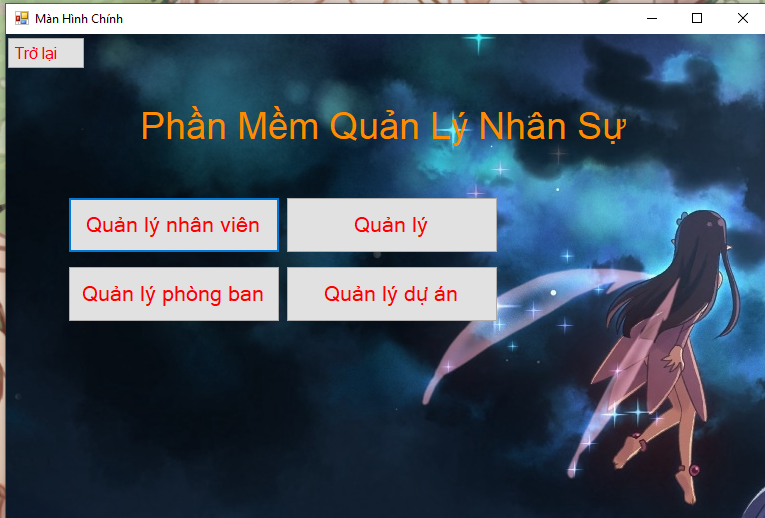 Màn Hình Chính
Trở lại
Phần Mềm Quản Lý Nhân Sự
Quản lý nhân viên
Quản lý
Quản lý phòng ban
Quản lý dự án